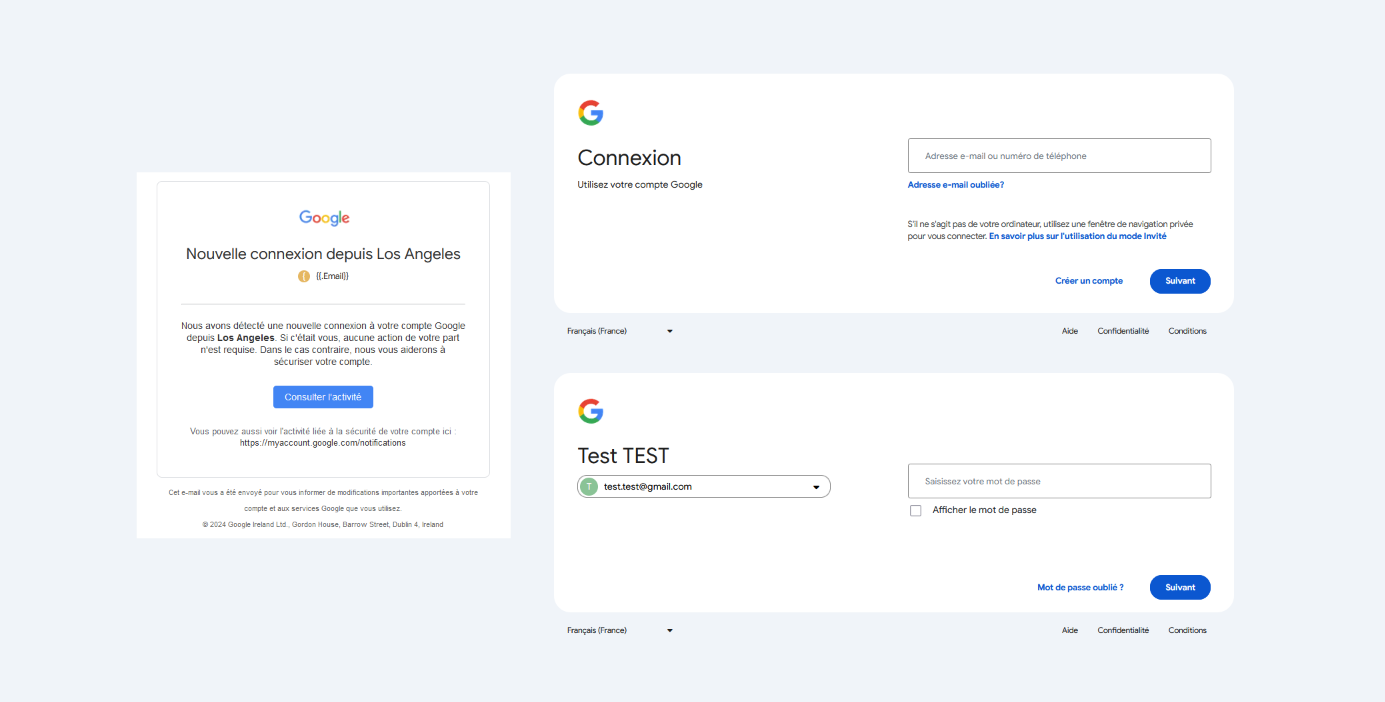 Google
Nouvelle connexion depuis Los Angeles
{ {{.Email}}
Nous avons détecté une nouvelle connexion à votre compte Google
depuis Los Angeles. Si c'était vous, aucune action de votre part
n'est requise. Dans le cas contraire, nous vous aiderons à
sécuriser votre compte.
Consulter l'activité
Vous pouvez aussi voir l'activité liée à la sécurité de votre compte ici :
https://myaccount.google.com/notifications
Cet e-mail vous a été envoyé pour vous informer de modifications importantes apportées à votre
compte et aux services Google que vous utilisez.
© 2024 Google Ireland Ltd., Gordon House, Barrow Street, Dublin 4, Ireland
G
Connexion
Utilisez votre compte Google
Adresse e-mail ou numéro de téléphone
Adresse e-mail oubliée?
S'il ne s'agit pas de votre ordinateur, utilisez une fenêtre de navigation privée
pour vous connecter. En savoir plus sur l'utilisation du mode Invité
Créer un compte
Suivant
Français (France)
Aide Confidentialité Conditions
G
Test TEST
T test.test@gmail.com
Saisissez votre mot de passe
Afficher le mot de passe
Mot de passe oublié ?
Suivant
Français (France)
Aide Confidentialité Conditions